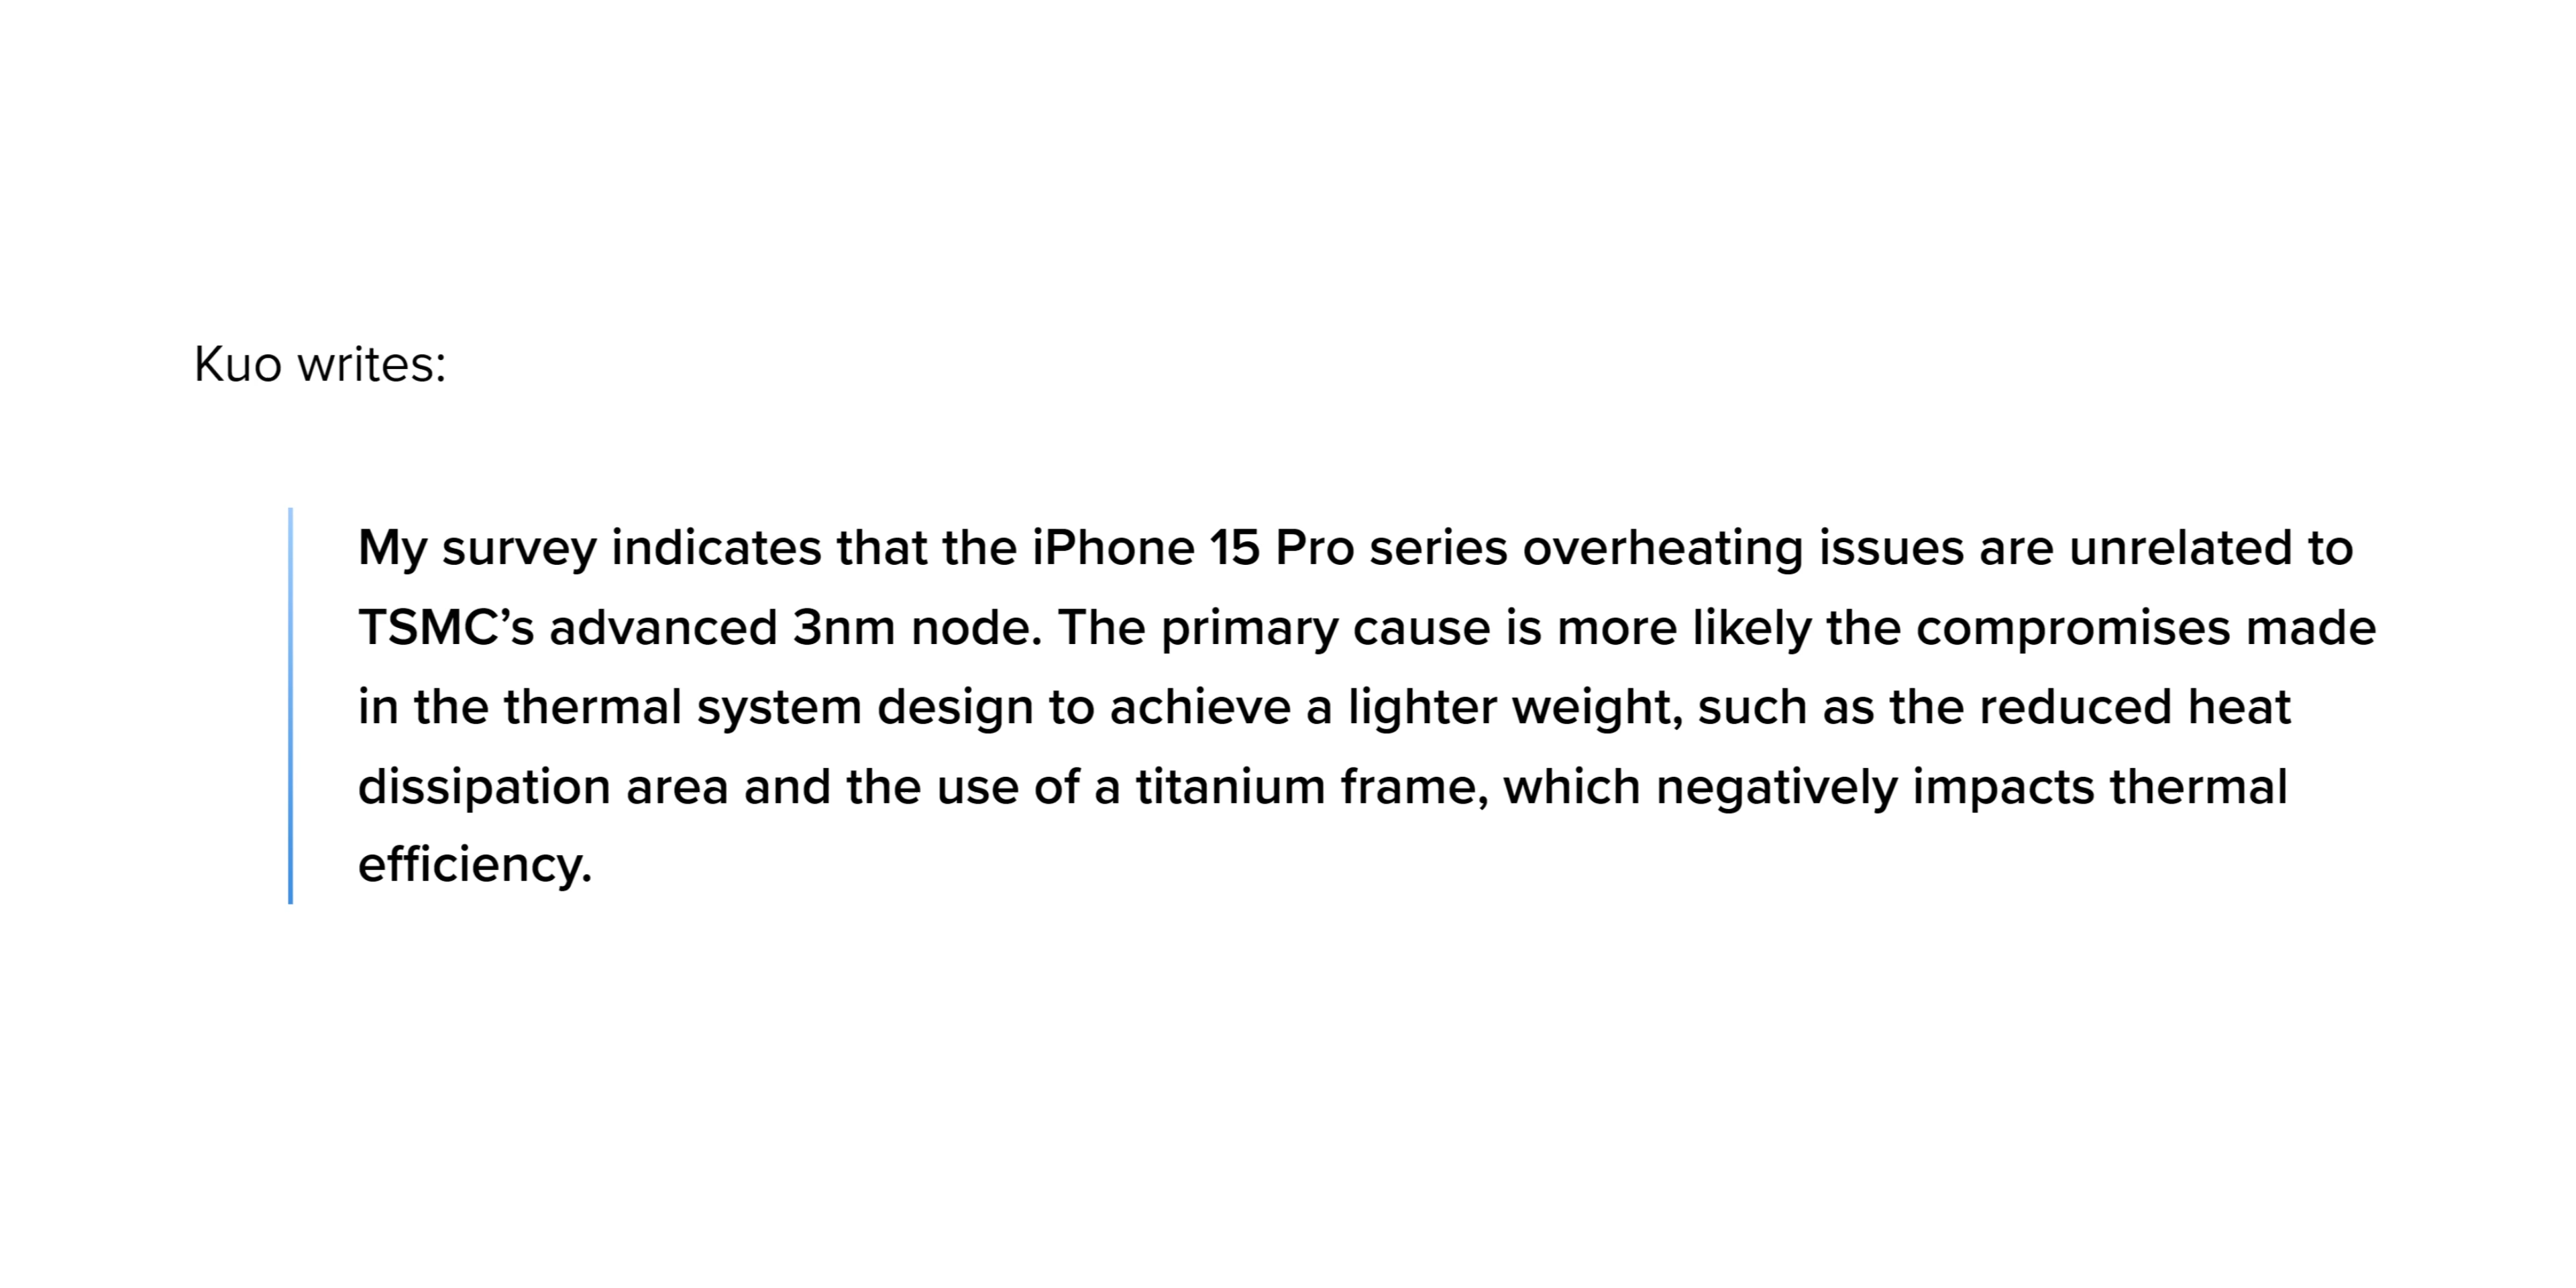 Kuo writes:
My survey indicates that the iPhone 15 Pro series overheating issues are unrelated to
TSMC’s advanced 3nm node. The primary cause is more likely the compromises made
in the thermal system design to achieve a lighter weight, such as the reduced heat
dissipation area and the use of a titanium frame, which negatively impacts thermal
efficiency.